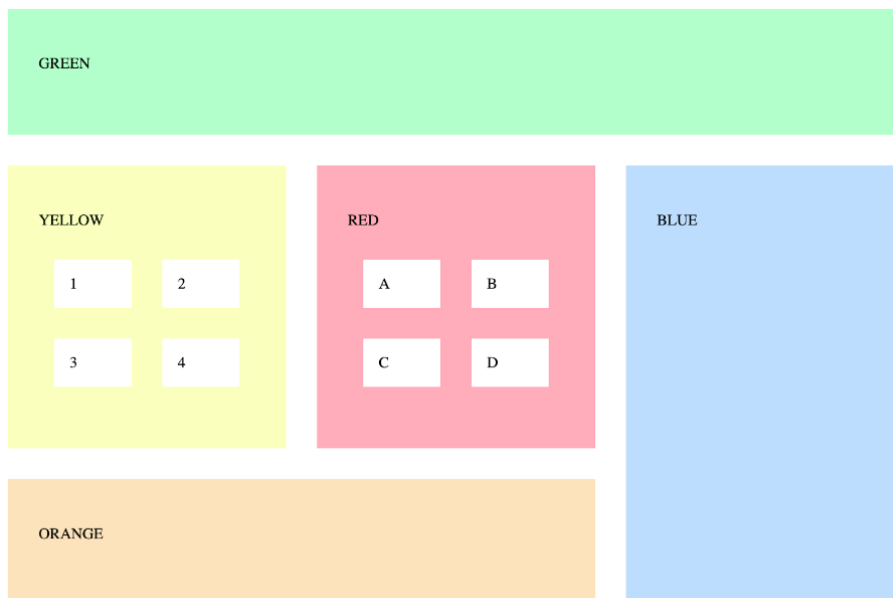 GREEN
YELLOW
1 2
3 4
RED
A B
C D
BLUE
ORANGE